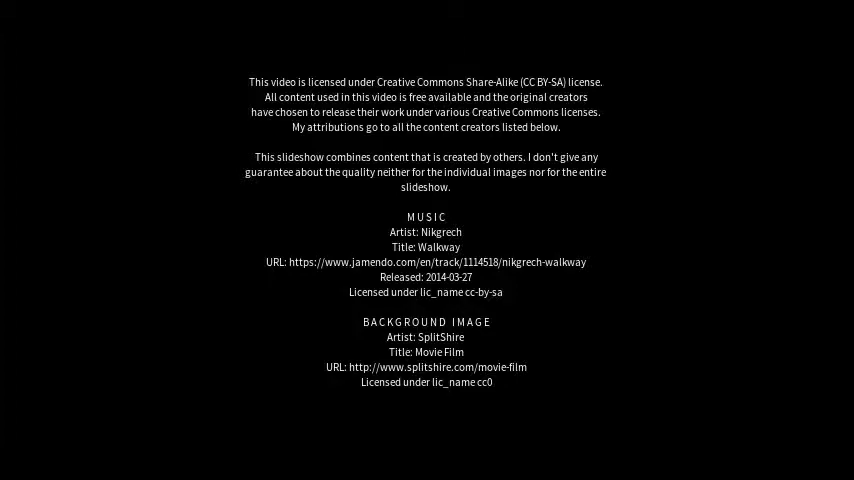 This video is licensed under Creative Commons Share-Alike (CC BY-SA) license.
All content used in this video is free available and the original creators
have chosen to release their work under various Creative Commons licenses.
My attributions go to all the content creators listed below.
This slideshow combines content that is created by others. I don't give any
guarantee about the quality neither for the individual images nor for the entire
slideshow.
MUSIC
Artist: Nikgrech
Title: Walkway
URL: https://www.jamendo.com/en/track/1114518/nikgrech-walkway
Released: 2014-03-27
Licensed under lic_name cc-by-sa
BACKGROUND IMAGE
Artist: SplitShire
Title: Movie Film
URL: http://www.splitshire.com/movie-film
Licensed under lic_name cc0